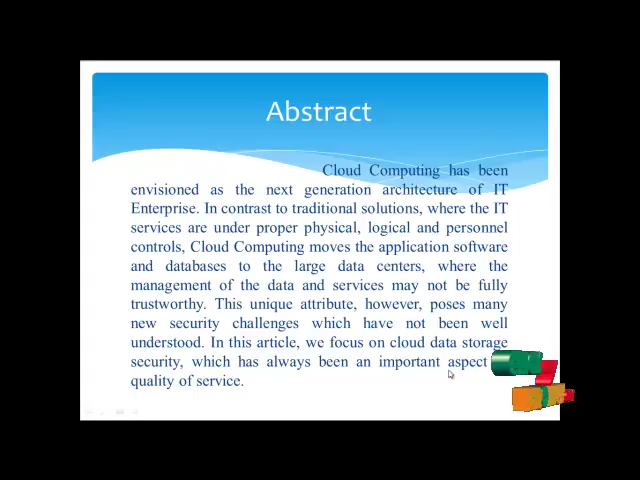 Abstract
Cloud Computing has been
envisioned as the next generation architecture of IT
Enterprise. In contrast to traditional solutions, where the IT
services are under proper physical, logical and personnel
controls, Cloud Computing moves the application software
and databases to the large data centers, where the
management of the data and services may not be fully
trustworthy. This unique attribute, however, poses many
new security challenges which have not been well
understood. In this article, we focus on cloud data storage
security, which has always been an important aspect
quality of service.